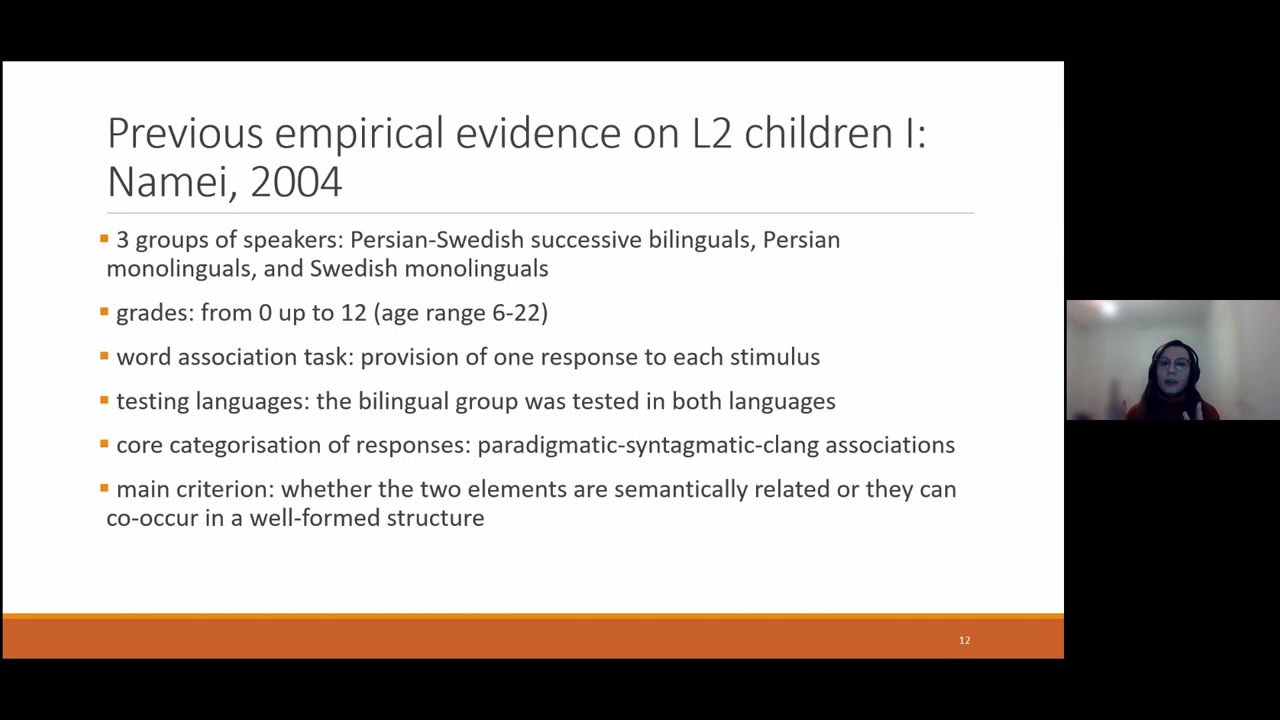 Previous empirical evidence on L2 children I:
Namei, 2004
▪ 3 groups of speakers: Persian-Swedish successive bilinguals, Persian
monolinguals, and Swedish monolinguals
▪ grades: from 0 up to 12 (age range 6-22)
▪ word association task: provision of one response to each stimulus
▪ testing languages: the bilingual group was tested in both languages
▪ core categorisation of responses: paradigmatic-syntagmatic-clang associations
▪ main criterion: whether the two elements are semantically related or they can
co-occur in a well-formed structure
12